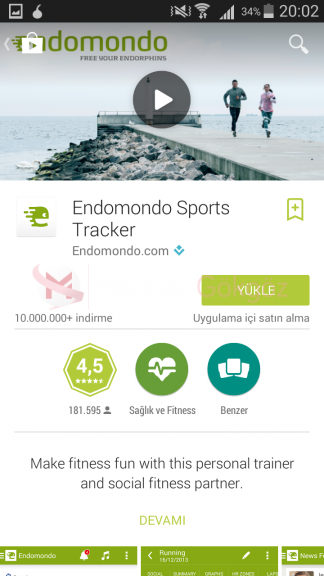 34% 20:02
endomondo
FREE YOUR ENDORPHINS
Endomondo Sports
Tracker
Endomondo.com
YÜKLE
10.000.000+ indirme
Uygulama içi satın alma
4,5
181.595
Sağlık ve Fitness
Benzer
Make fitness fun with this personal trainer
and social fitness partner.
DEVAMI
Endomondo
Running
16/12/2013
SUMMARY GRAPHS HR ZONES
News Fe